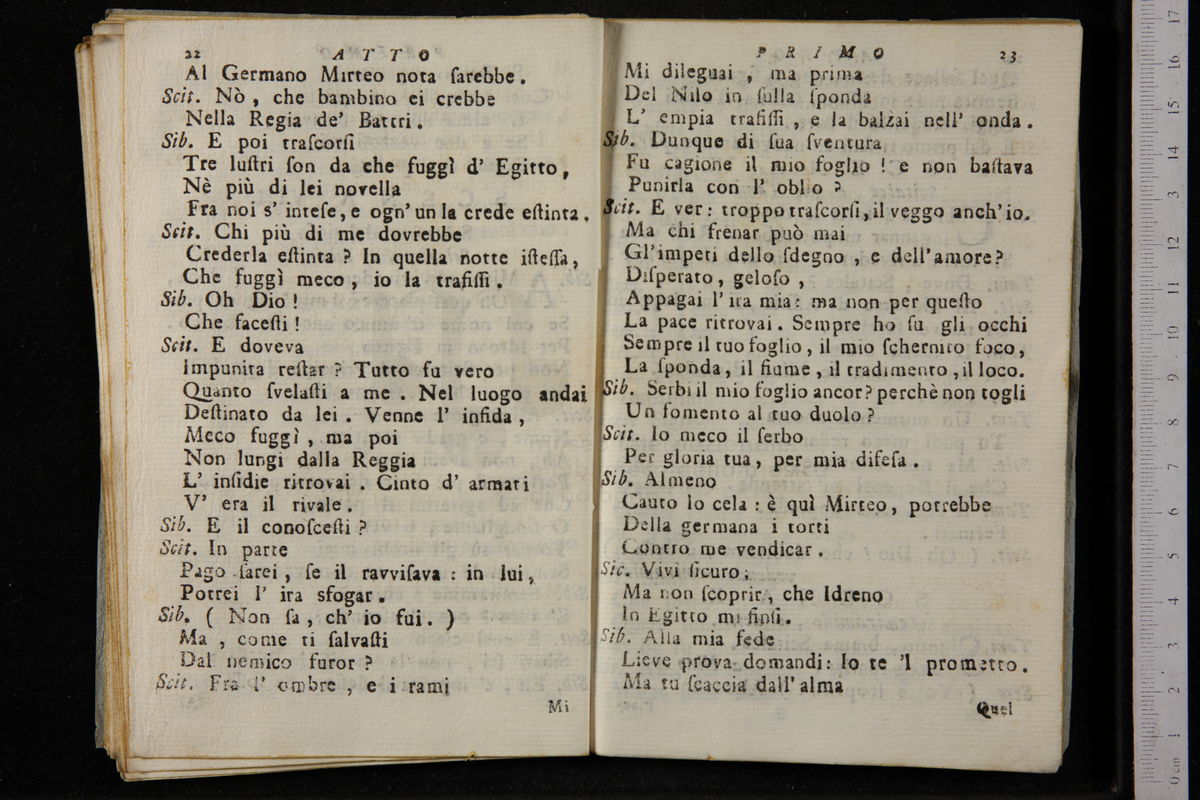 22 ATTO
Al Germano Mirteo nota ſarebbe.
Scit. Nò, che bambino ei crebbe
Nella Regia de' Battri.
Sib. E poi traſcorſi
Tre luſtri ſon da che fuggì d' Egitto,
Nè più di lei novella
Fra noi s' inteſe, e ogn' un la crede eſtinta.
Scit. Chi più di me dovrebbe
Crederla eſtinta ? In quella notte iſteſſa,
Che fuggì meco, io la trafiſſi.
Sib. Oh Dio !
Che faceſti !
Scit. E doveva
Impunita reſtar ? Tutto fu vero
Quanto ſvelaſti a me. Nel luogo andai
Deſtinato da lei. Venne l' infida,
Meco fuggì, ma poi
Non lungi dalla Reggia
L' inſidie ritrovai. Cinto d' armati
V' era il rivale.
Sib. E il conoſceſti ?
Scit. In parte
Pago ſarei, ſe il ravviſava : in lui,
Potrei l' ira sfogar.
Sib. ( Non ſa, ch' io fui. )
Ma, come ti ſalvaſti
Dal nemico furor ?
Scit. Fra l' ombre, e i rami
Mi
PRIMO 23
Mi dileguai, ma prima
Del Nilo in ſulla ſponda
L' empia trafiſſi, e la balzai nell' onda.
Sib. Dunque di ſua ſventura
Fu cagione il mio foglio ! e non baſtava
Punirla con l' oblio ?
Scit. E ver : troppo traſcorſi, il veggo anch' io.
Ma chi frenar può mai
Gl' impeti dello ſdegno, e dell' amore?
Diſperato, geloſo,
Appagai l' ira mia : ma non per queſto
La pace ritrovai. Sempre ho ſu gli occhi
Sempre il tuo foglio, il mio ſchernito foco,
La ſponda, il fiume, il tradimento, il loco.
Sib. Serbi il mio foglio ancor? perchè non togli
Un fomento al tuo duolo ?
Scit. Io meco il ſerbo
Per gloria tua, per mia difeſa.
Sib. Almeno
Cauto lo cela : è quì Mirteo, potrebbe
Della germana i torti
Contro me vendicar.
Sic. Vivi ſicuro;
Ma non ſcoprir, che Idreno
In Egitto mi finſi.
Sib. Alla mia fede
Lieve prova domandi : Io te 'l prometto.
Ma tu ſcaccia dall' alma
Quel